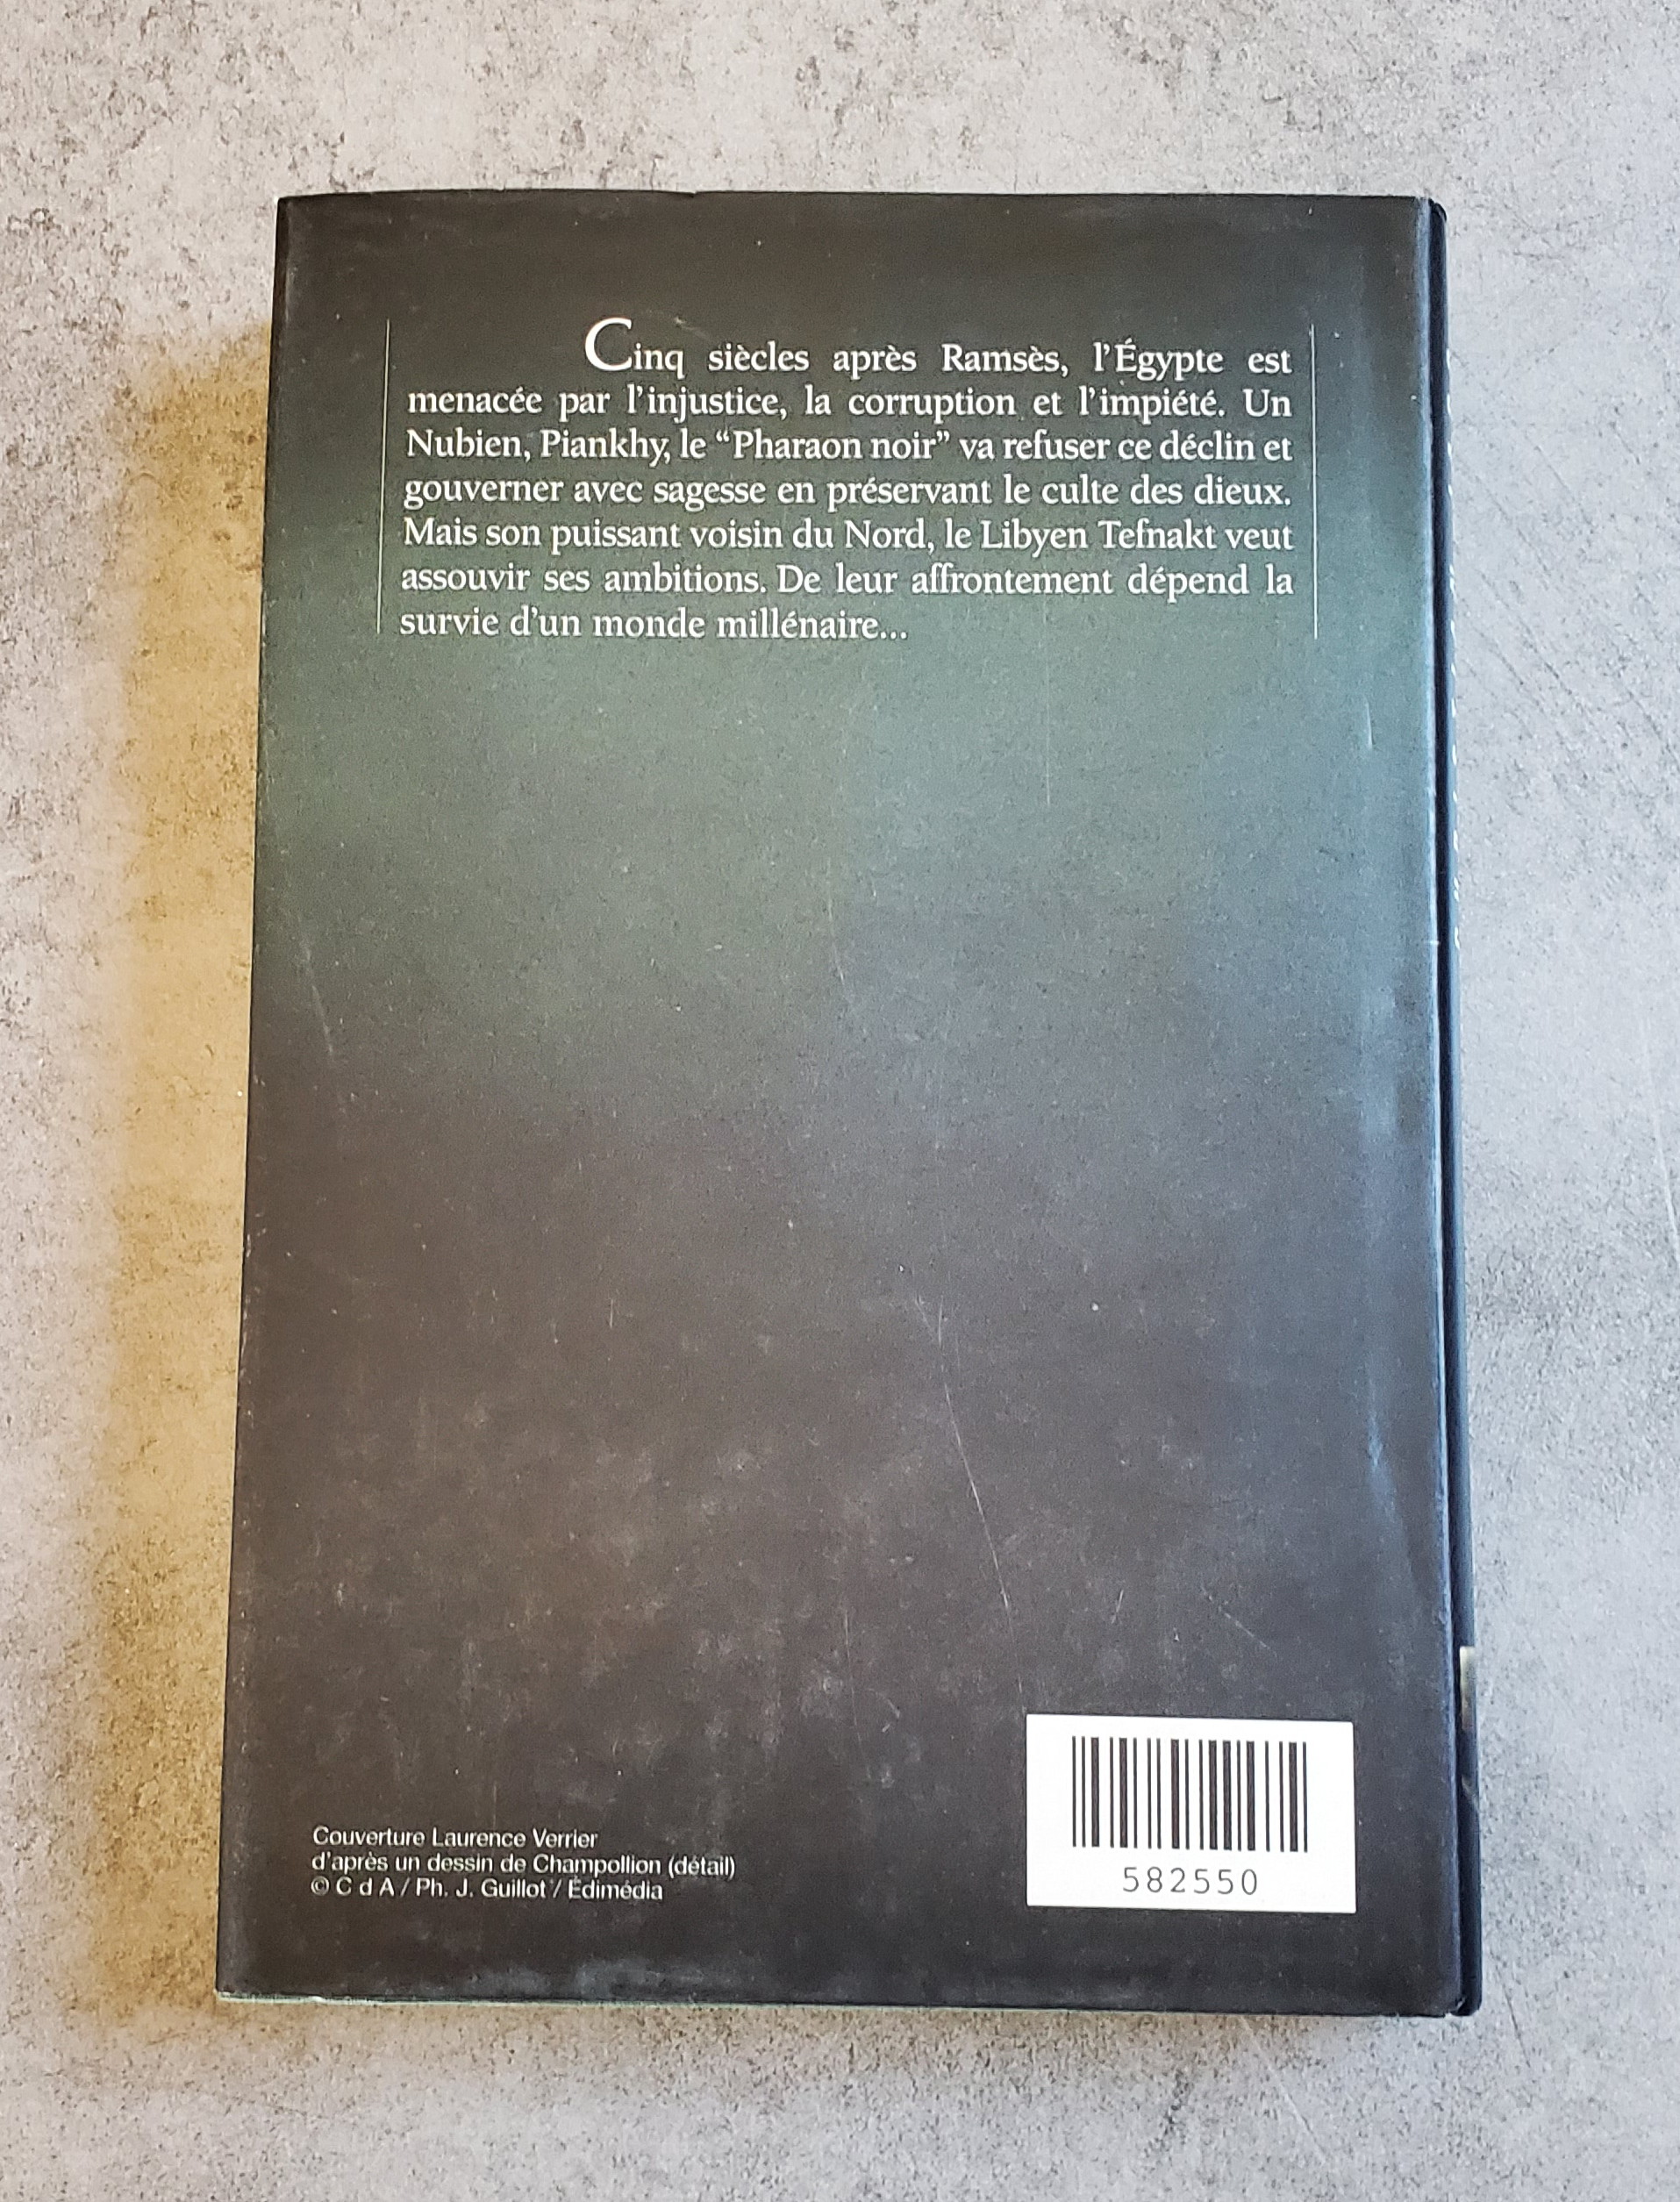 Cinq siècles après Ramsès, l'Égypte est
menacée par l'injustice, la corruption et l'impiété. Un
Nubien, Piankhy, le “Pharaon noir” va refuser ce déclin et
gouverner avec sagesse en préservant le culte des dieux.
Mais son puissant voisin du Nord, le Libyen Tefnakt veut
assouvir ses ambitions. De leur affrontement dépend la
survie d'un monde millénaire...
Couverture Laurence Verrier
d'après un dessin de Champollion (détail)
© C d A / Ph. J. Guillot / Édimédia
582550